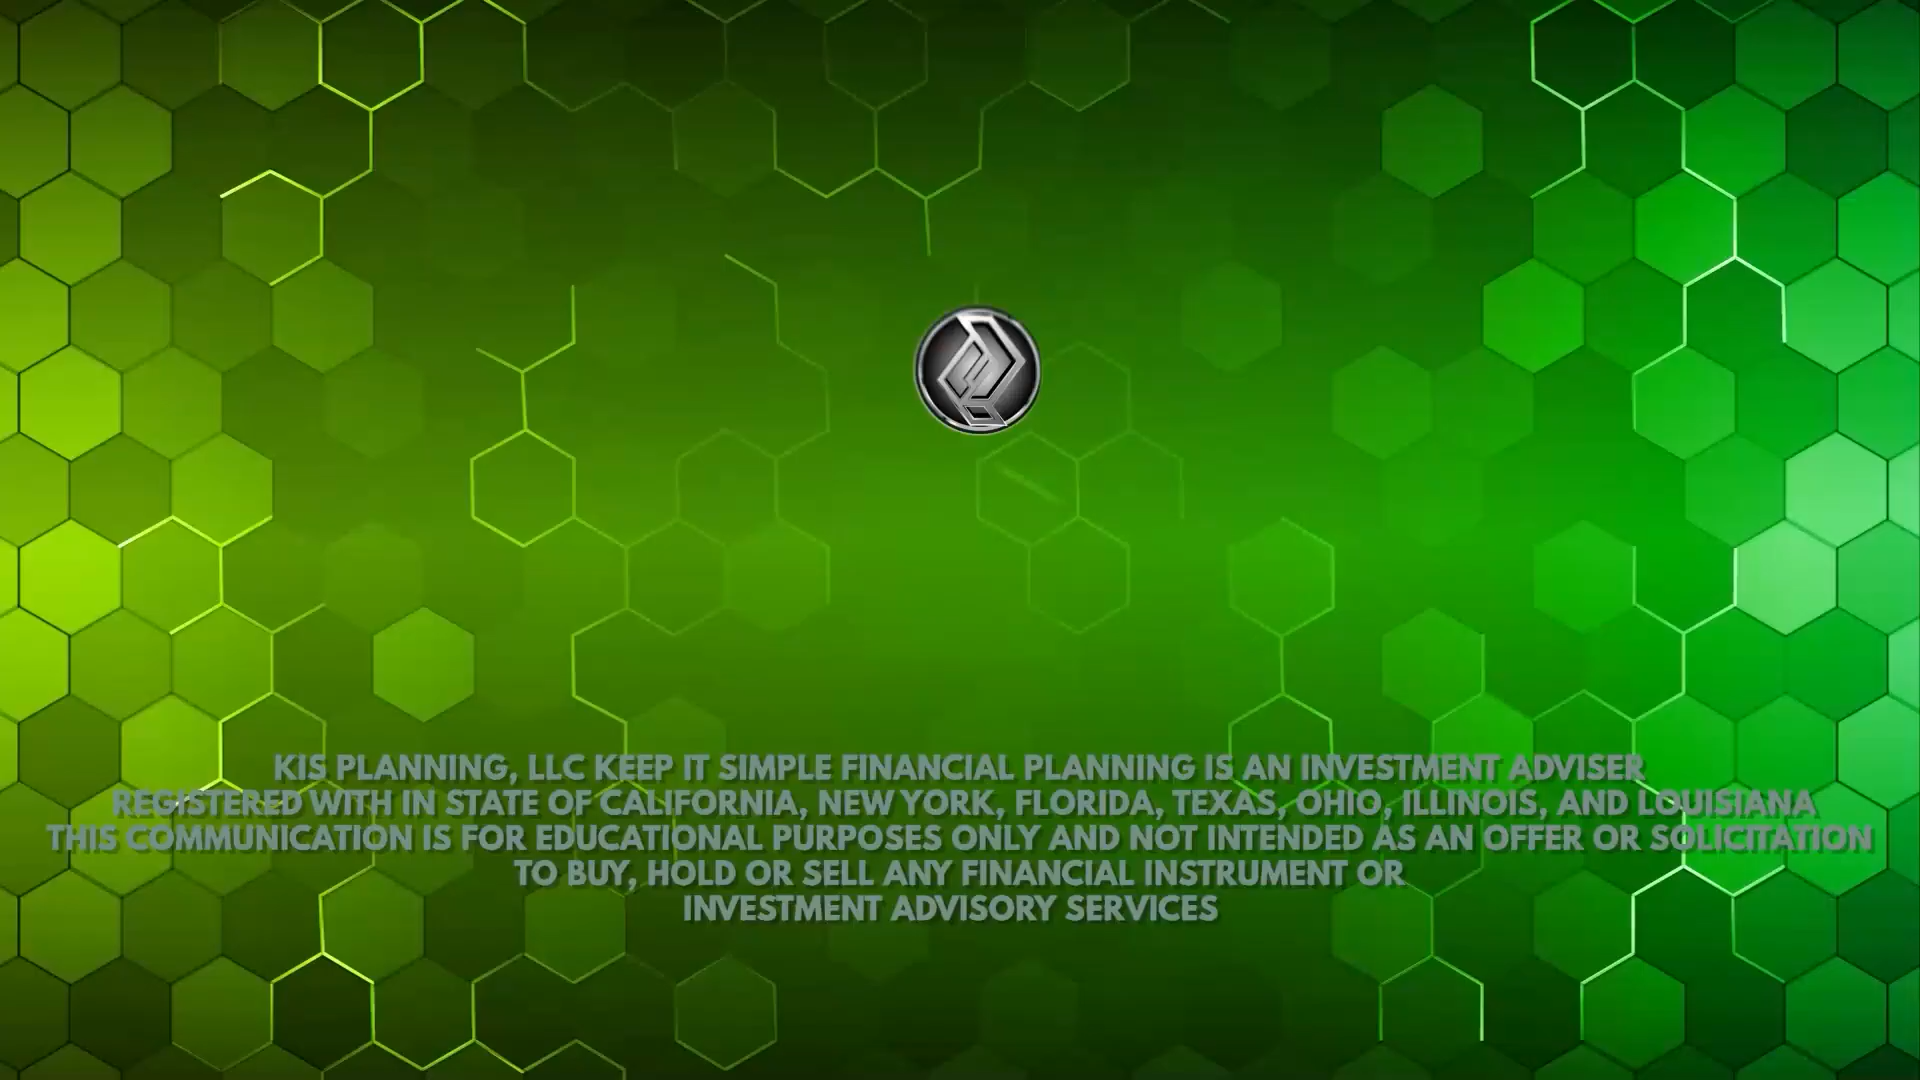 KIS PLANNING, LLC KEEP IT SIMPLE FINANCIAL PLANNING IS AN INVESTMENT ADVISER
REGISTERED WITH IN STATE OF CALIFORNIA, NEW YORK, FLORIDA, TEXAS, OHIO, ILLINOIS, AND LOUISIANA
THIS COMMUNICATION IS FOR EDUCATIONAL PURPOSES ONLY AND NOT INTENDED AS AN OFFER OR SOLICITATION
TO BUY, HOLD OR SELL ANY FINANCIAL INSTRUMENT OR
INVESTMENT ADVISORY SERVICES